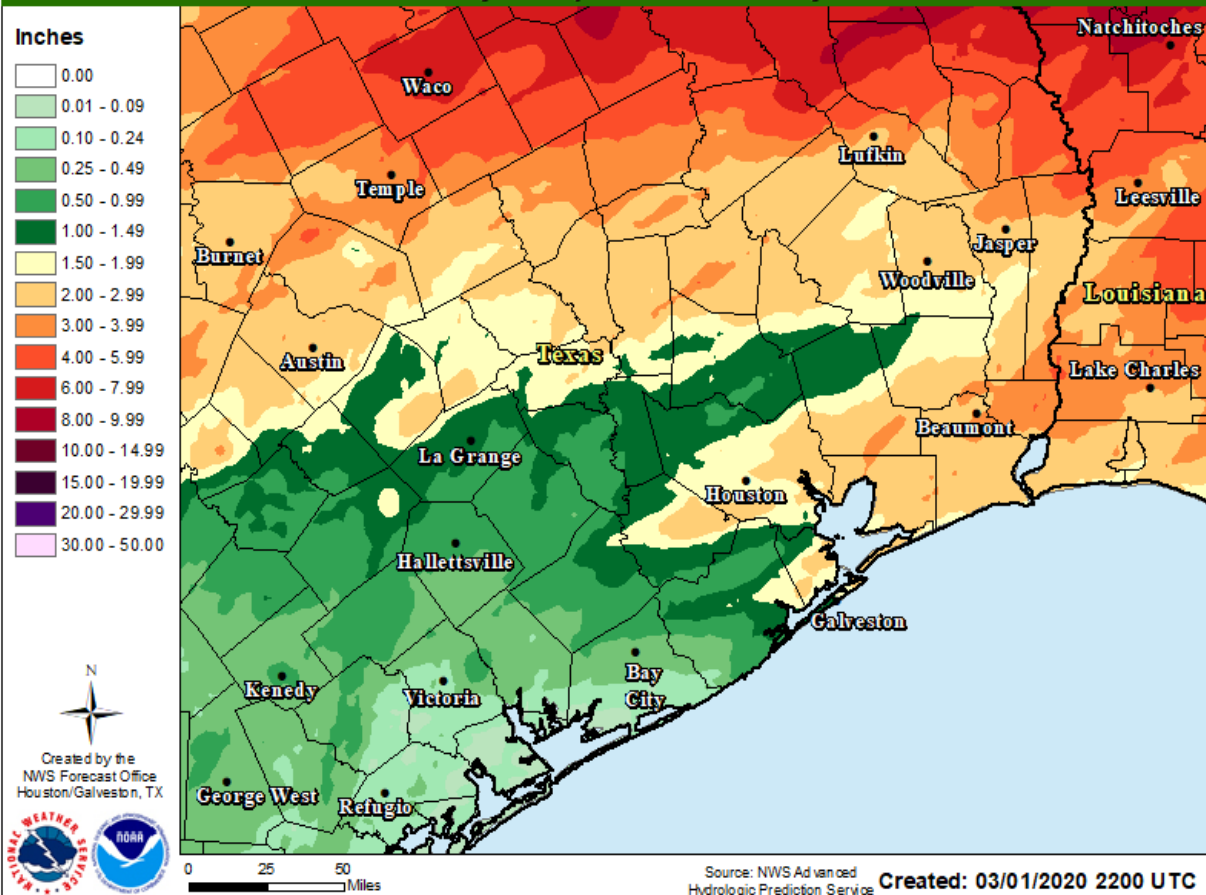 Inches
0.00
0.01 - 0.09
0.10 - 0.24
0.25 - 0.49
0.50 - 0.99
1.00 - 1.49
1.50 - 1.99
2.00 - 2.99
3.00 - 3.99
4.00 - 5.99
6.00 - 7.99
8.00 - 9.99
10.00 - 14.99
15.00 - 19.99
20.00 - 29.99
30.00 - 50.00
Natchitoches
Waco
Lufkin
Temple
Leesville
Burnet
Jasper
Woodville
Louisiana
Texas
Austin
Lake Charles
Beaumont
La Grange
Houston
Hallettsville
Galveston
Bay
City
Kenedy
Victoria
George West
Refugio
N
Created by the
NWS Forecast Office
Houston/Galveston, TX
NATIONAL WEATHER SERVICE
NOAA
0 25 50
Miles
Source: NWS Advanced
Hydrologic Prediction Service
Created: 03/01/2020 2200 UTC